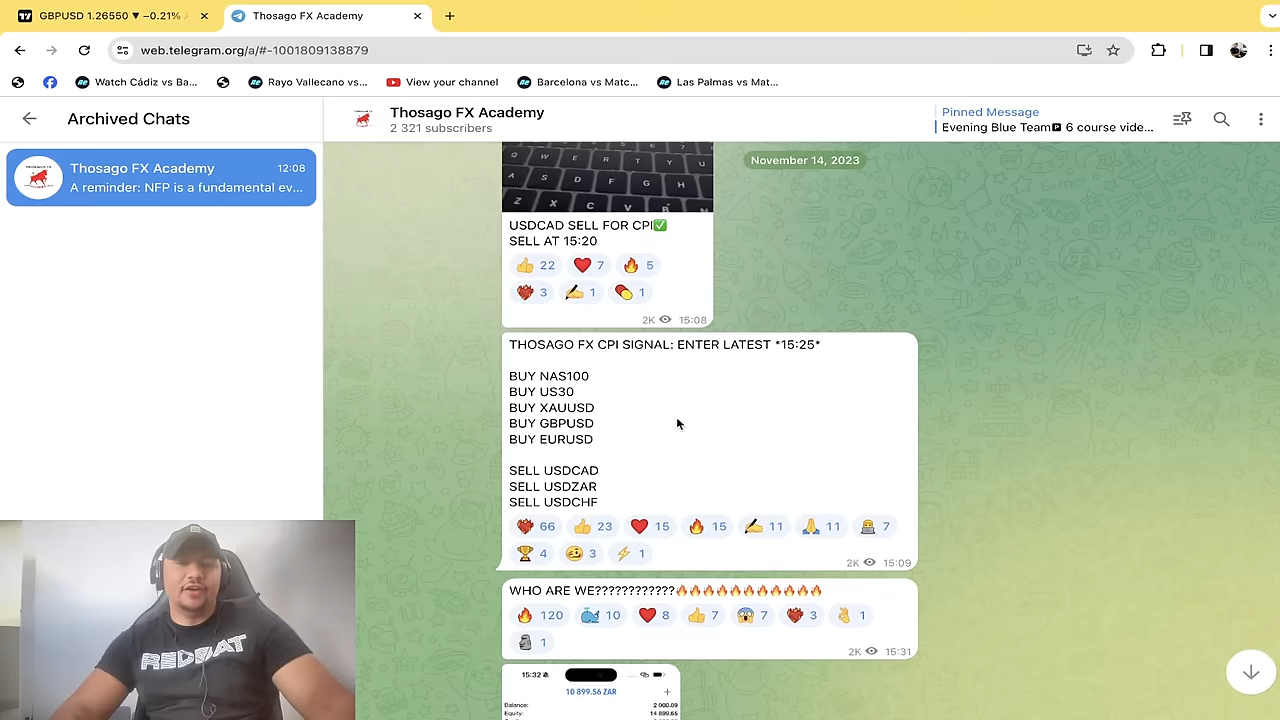 GBPUSD 1.26550 ▼ −0.21%
Thosago FX Academy
web.telegram.org/a/#-1001809138879
Watch Cádiz vs Ba...
Rayo Vallecano vs...
View your channel
Barcelona vs Matc...
Las Palmas vs Mat...
Archived Chats
Thosago FX Academy
2 321 subscribers
Pinned Message
Evening Blue Team🅿 6 course vide...
Thosago FX Academy 12:08
A reminder: NFP is a fundamental ev...
November 14, 2023
Q W E R T Y U
A S D F G H
Z X C V B
USDCAD SELL FOR CPI✅
SELL AT 15:20
👍 22 ❤️ 7 🔥 5
❤️‍🔥 3 ✍️ 1 💊 1
2K 15:08
THOSAGO FX CPI SIGNAL: ENTER LATEST *15:25*
BUY NAS100
BUY US30
BUY XAUUSD
BUY GBPUSD
BUY EURUSD
SELL USDCAD
SELL USDZAR
SELL USDCHF
❤️‍🔥 66 👍 23 ❤️ 15 🔥 15 ✍️ 11 🙏 11 👨‍💻 7
🏆 4 🥴 3 ⚡ 1
2K 15:09
WHO ARE WE????????????🔥🔥🔥🔥🔥🔥🔥🔥🔥🔥🔥
🔥 120 🐳 10 ❤️ 8 👍 7 😱 7 ❤️‍🔥 3 🫰 1
🗿 1
2K 15:31
15:32
10 899.56 ZAR
Balance: 2 000.09
Equity: 14 899.65
REDBAT